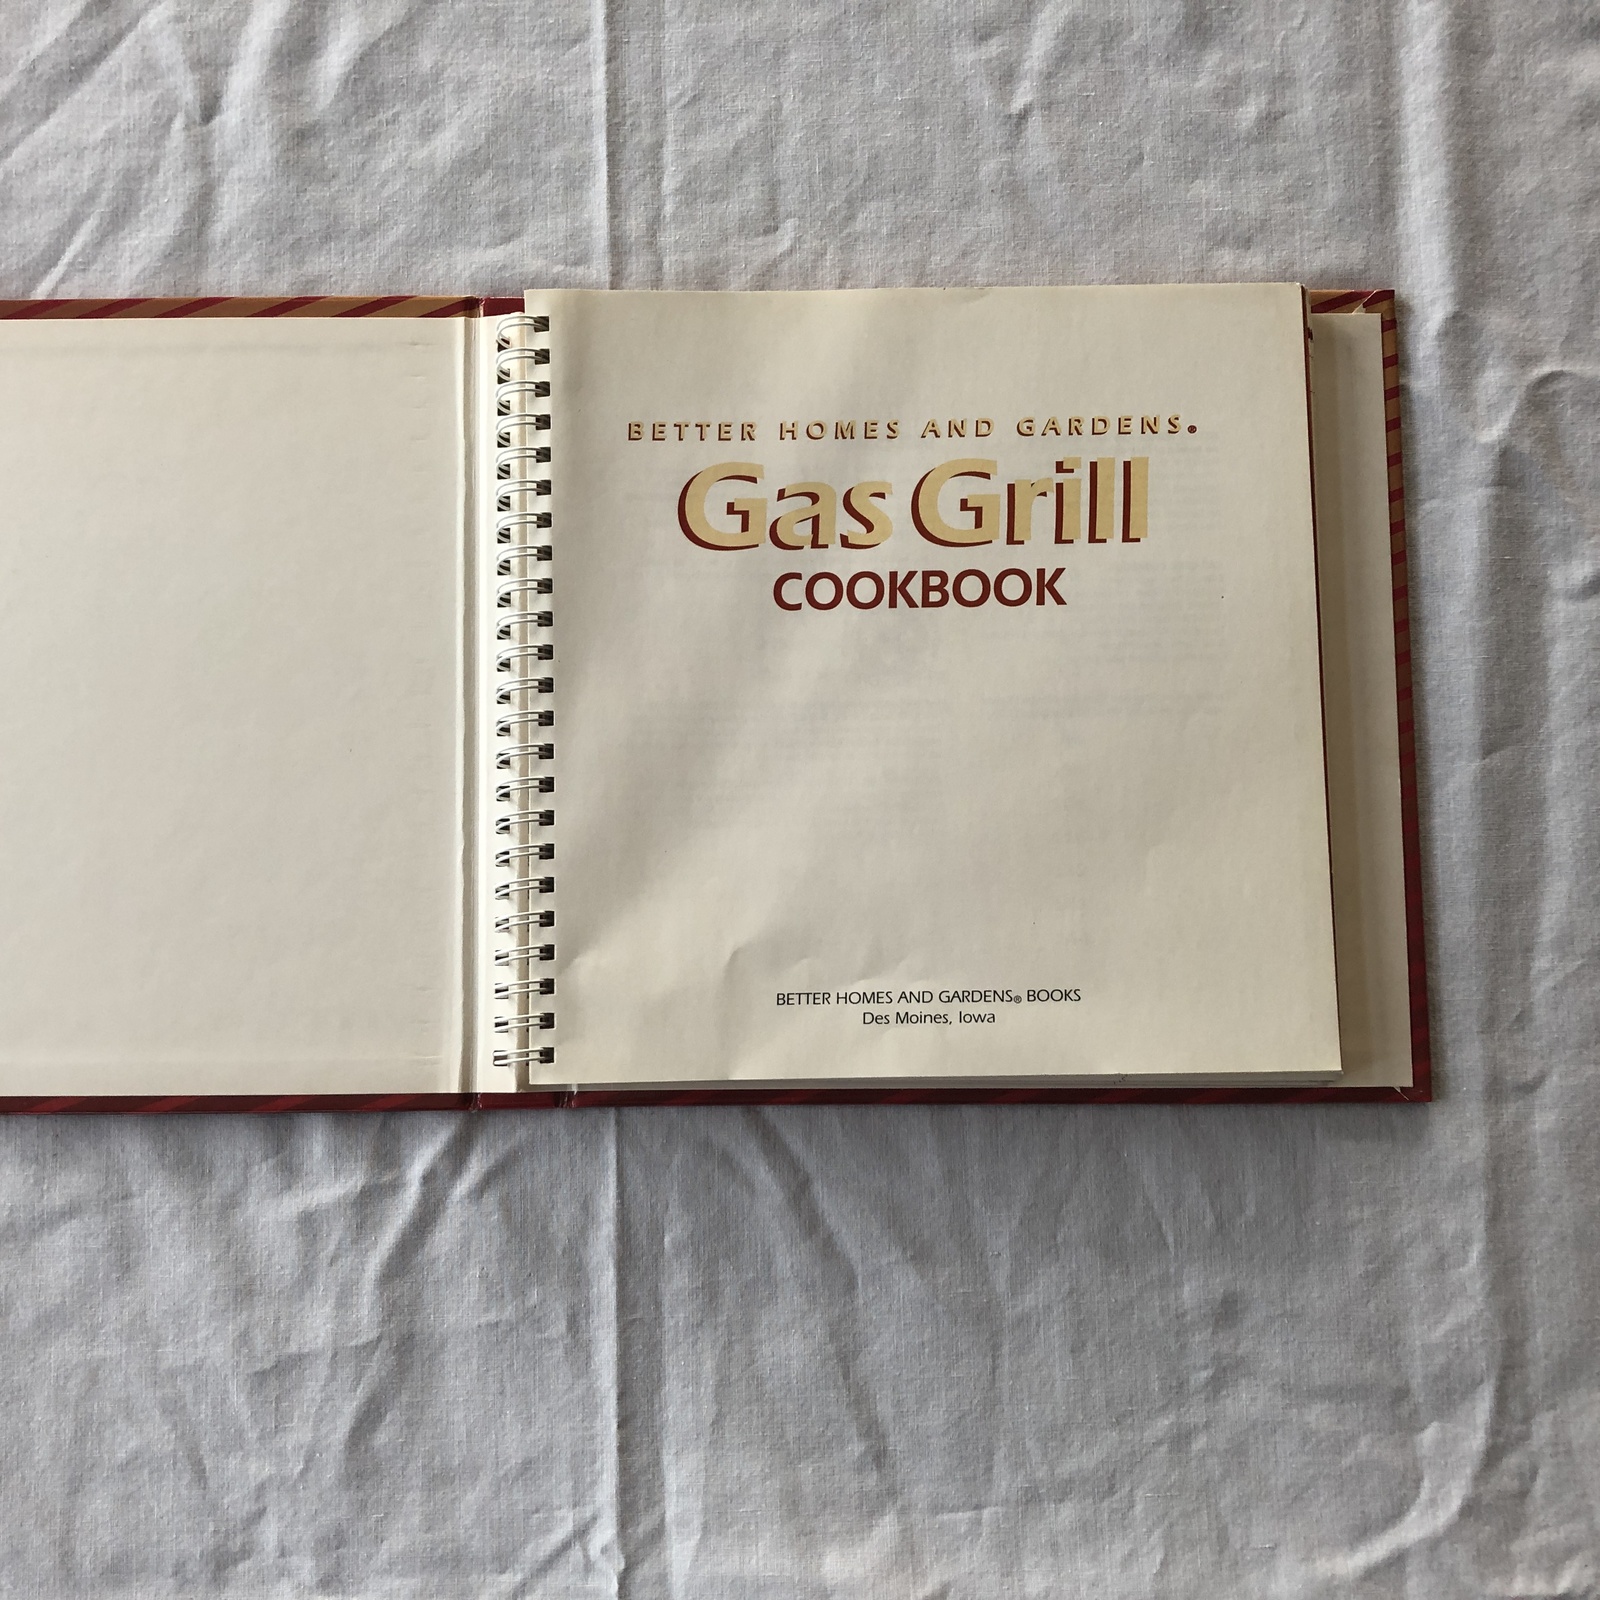 BETTER HOMES AND GARDENS®
Gas Grill
COOKBOOK
BETTER HOMES AND GARDENS® BOOKS
Des Moines, Iowa